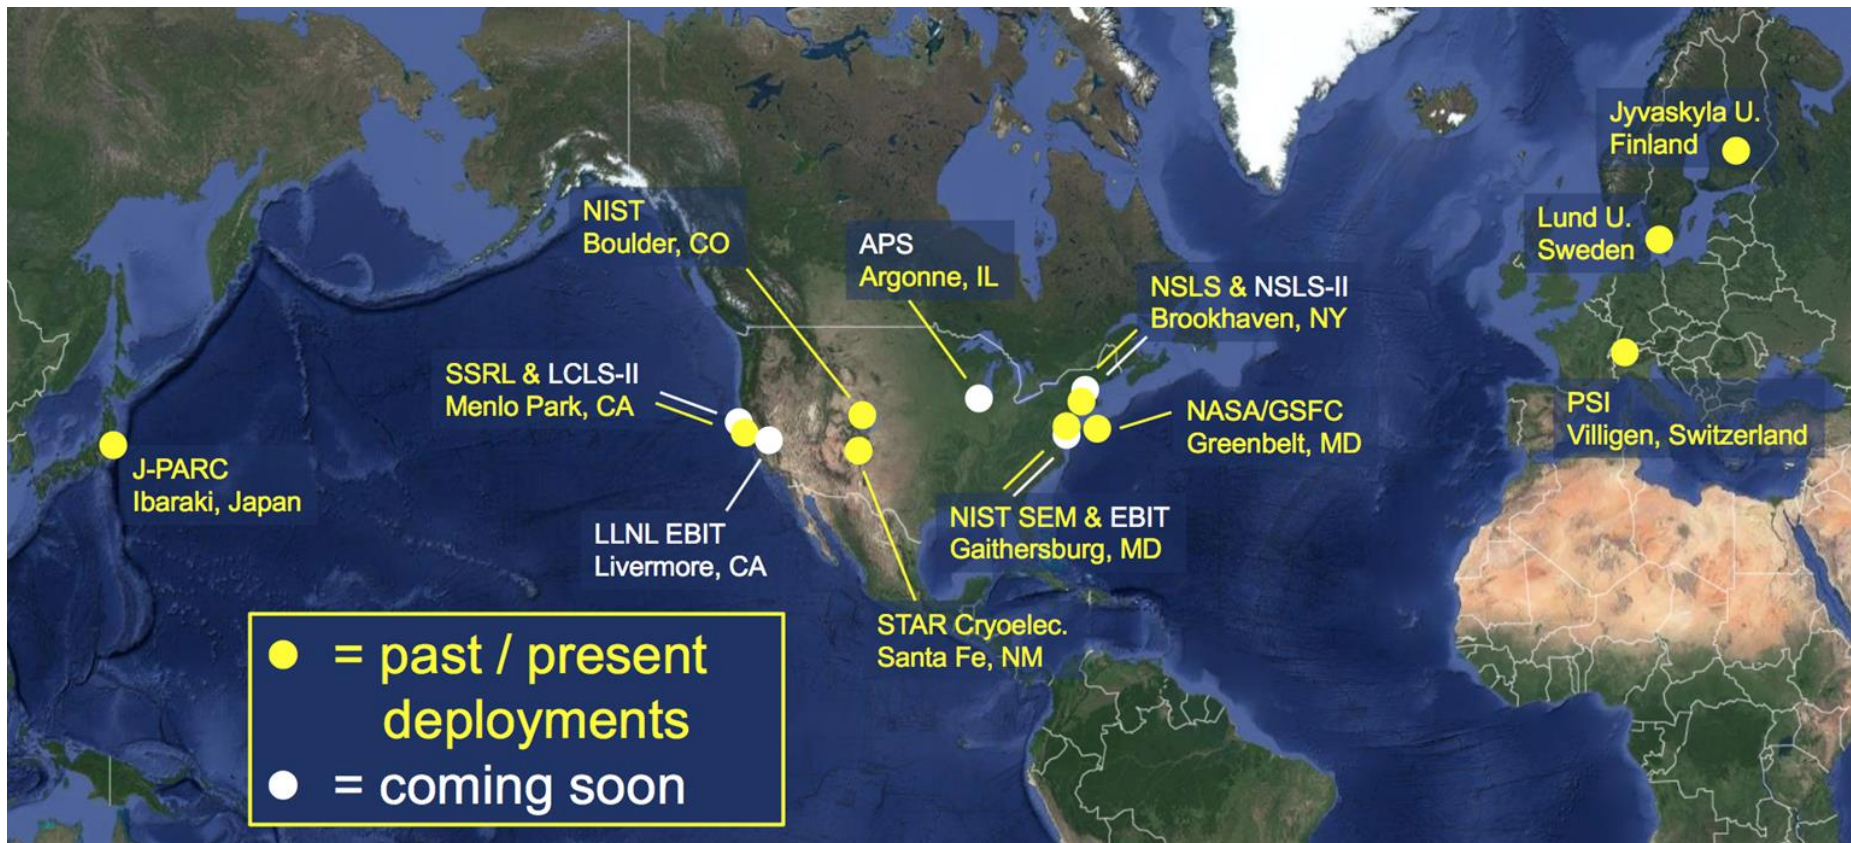 Jyvaskyla U.
Finland
NIST
Boulder, CO
Lund U.
Sweden
APS
Argonne, IL
NSLS & NSLS-II
Brookhaven, NY
SSRL & LCLS-II
Menlo Park, CA
NASA/GSFC
Greenbelt, MD
PSI
Villigen, Switzerland
J-PARC
Ibaraki, Japan
LLNL EBIT
Livermore, CA
NIST SEM & EBIT
Gaithersburg, MD
STAR Cryoelec.
Santa Fe, NM
= past / present
deployments
= coming soon